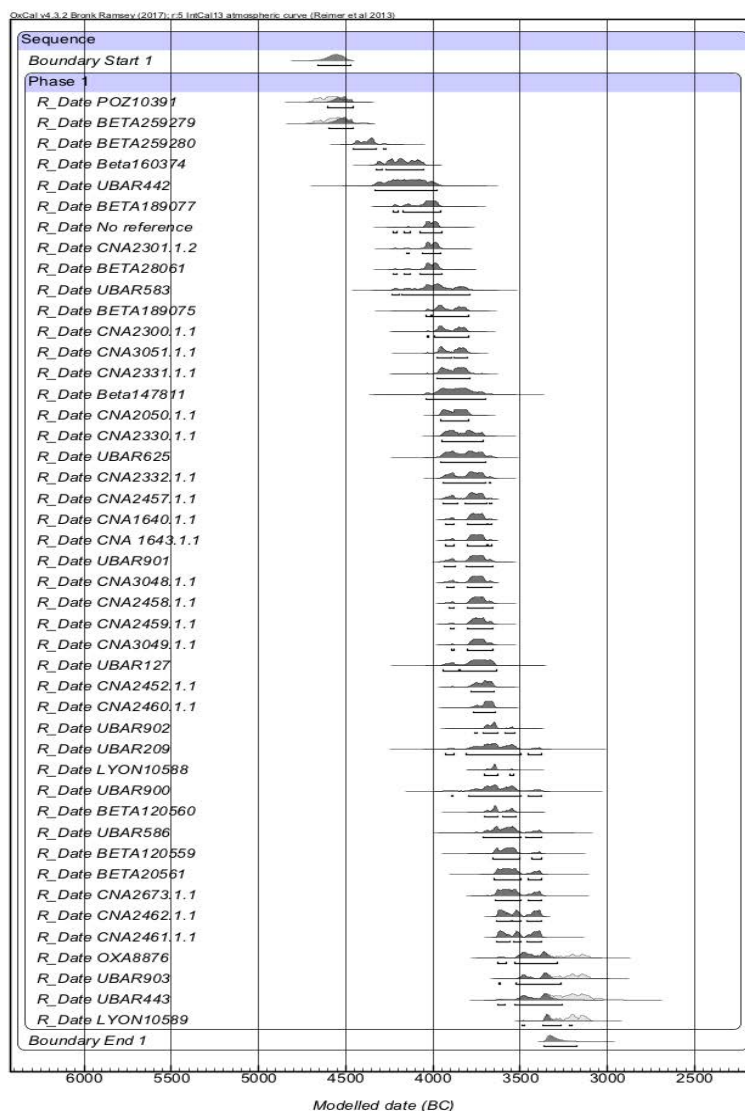 OxCal v4.3.2 Bronk Ramsey (2017); r:5 IntCal13 atmospheric curve (Reimer et al 2013)
Sequence
Boundary Start 1
Phase 1
R_Date POZ10391
R_Date BETA259279
R_Date BETA259280
R_Date Beta160374
R_Date UBAR442
R_Date BETA189077
R_Date No reference
R_Date CNA2301.1.2
R_Date BETA28061
R_Date UBAR583
R_Date BETA189075
R_Date CNA2300.1.1
R_Date CNA3051.1.1
R_Date CNA2331.1.1
R_Date Beta147811
R_Date CNA2050.1.1
R_Date CNA2330.1.1
R_Date UBAR625
R_Date CNA2332.1.1
R_Date CNA2457.1.1
R_Date CNA1640.1.1
R_Date CNA 1643.1.1
R_Date UBAR901
R_Date CNA3048.1.1
R_Date CNA2458.1.1
R_Date CNA2459.1.1
R_Date CNA3049.1.1
R_Date UBAR127
R_Date CNA2452.1.1
R_Date CNA2460.1.1
R_Date UBAR902
R_Date UBAR209
R_Date LYON10588
R_Date UBAR900
R_Date BETA120560
R_Date UBAR586
R_Date BETA120559
R_Date BETA20561
R_Date CNA2673.1.1
R_Date CNA2462.1.1
R_Date CNA2461.1.1
R_Date OXA8876
R_Date UBAR903
R_Date UBAR443
R_Date LYON10589
Boundary End 1
6000 5500 5000 4500 4000 3500 3000 2500
Modelled date (BC)